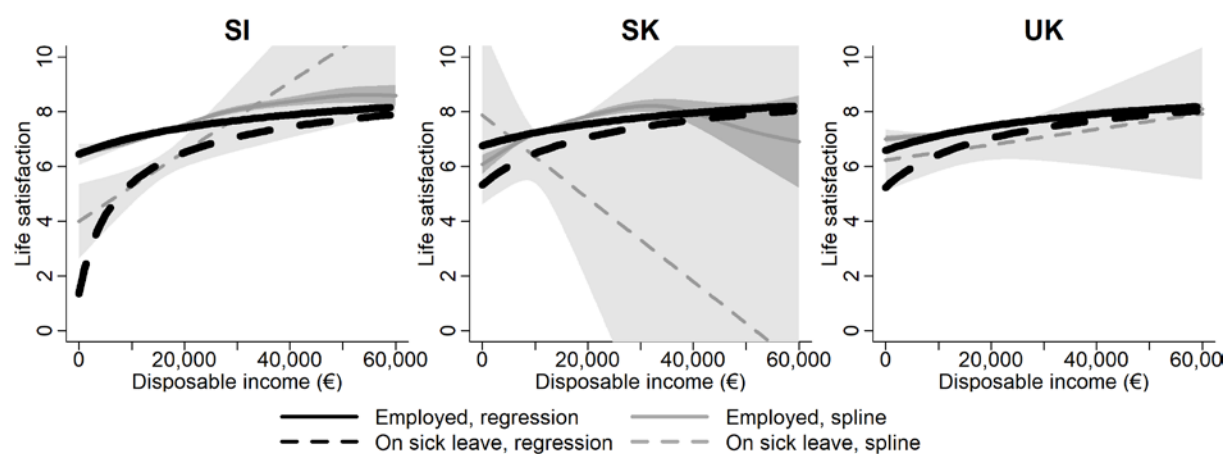 SI
SK
UK
Life satisfaction
10
8
6
4
2
0
0
20,000
40,000
60,000
Disposable income (€)
Life satisfaction
10
8
6
4
2
0
0
20,000
40,000
60,000
Disposable income (€)
Life satisfaction
10
8
6
4
2
0
0
20,000
40,000
60,000
Disposable income (€)
Employed, regression
Employed, spline
On sick leave, regression
On sick leave, spline